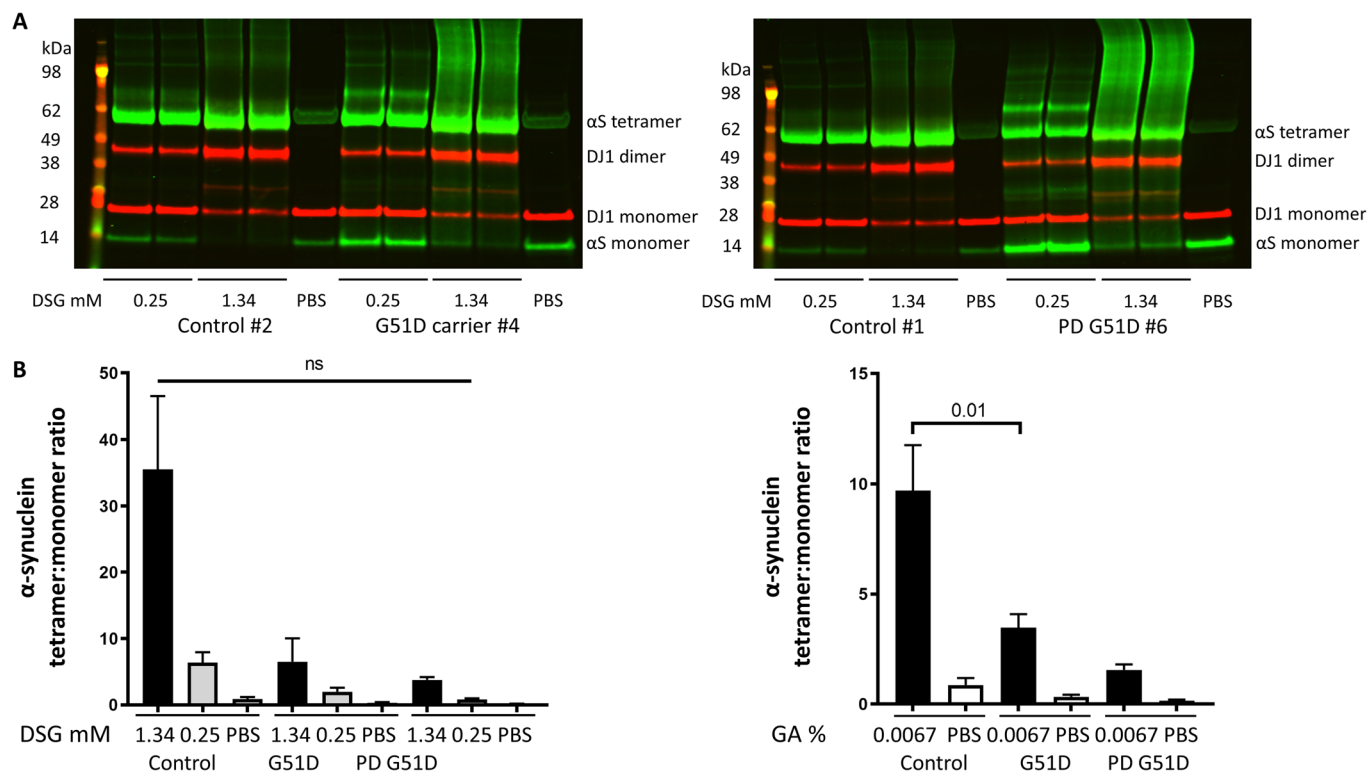 A
kDa
98
62
49
38
28
14
αS tetramer
DJ1 dimer
DJ1 monomer
αS monomer
DSG mM 0.25 1.34 PBS 0.25 1.34 PBS
Control #2 G51D carrier #4
kDa
98
62
49
38
28
14
αS tetramer
DJ1 dimer
DJ1 monomer
αS monomer
DSG mM 0.25 1.34 PBS 0.25 1.34 PBS
Control #1 PD G51D #6
B
α-synuclein
tetramer:monomer ratio
50
40
30
20
10
0
ns
DSG mM 1.34 0.25 PBS 1.34 0.25 PBS 1.34 0.25 PBS
Control G51D PD G51D
α-synuclein
tetramer:monomer ratio
15
10
5
0
0.01
GA % 0.0067 PBS 0.0067 PBS 0.0067 PBS
Control G51D PD G51D